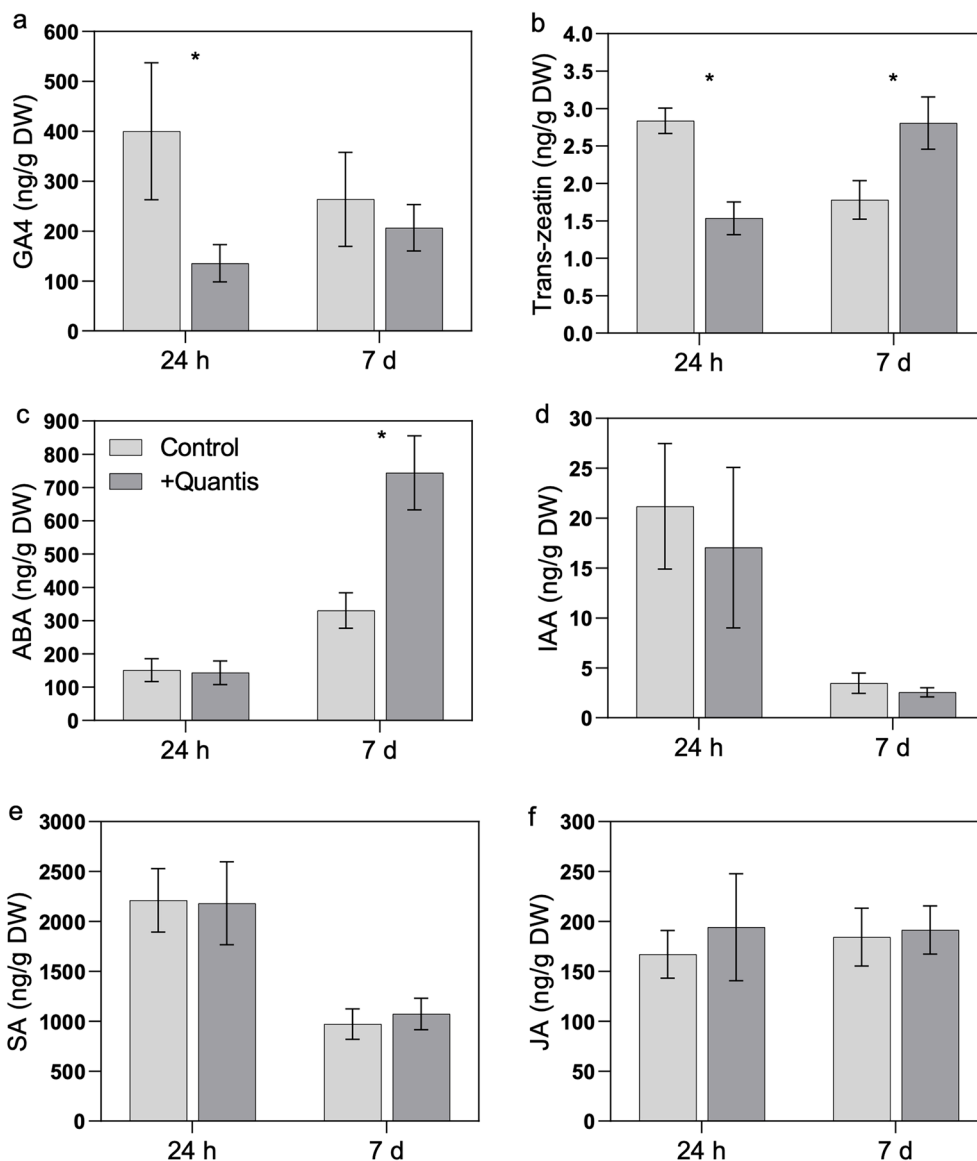 a
GA4 (ng/g DW)
600
500
400
300
200
100
0
*
24 h
7 d
b
Trans-zeatin (ng/g DW)
4.0
3.5
3.0
2.5
2.0
1.5
1.0
0.5
0.0
*
*
24 h
7 d
c
ABA (ng/g DW)
900
800
700
600
500
400
300
200
100
0
Control
+Quantis
*
24 h
7 d
d
IAA (ng/g DW)
30
25
20
15
10
5
0
24 h
7 d
e
SA (ng/g DW)
3000
2500
2000
1500
1000
500
0
24 h
7 d
f
JA (ng/g DW)
300
250
200
150
100
50
0
24 h
7 d